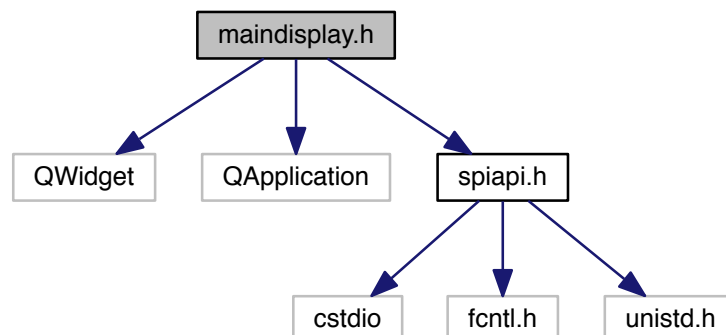 maindisplay.h
QWidget
QApplication
spiapi.h
cstdio
fcntl.h
unistd.h